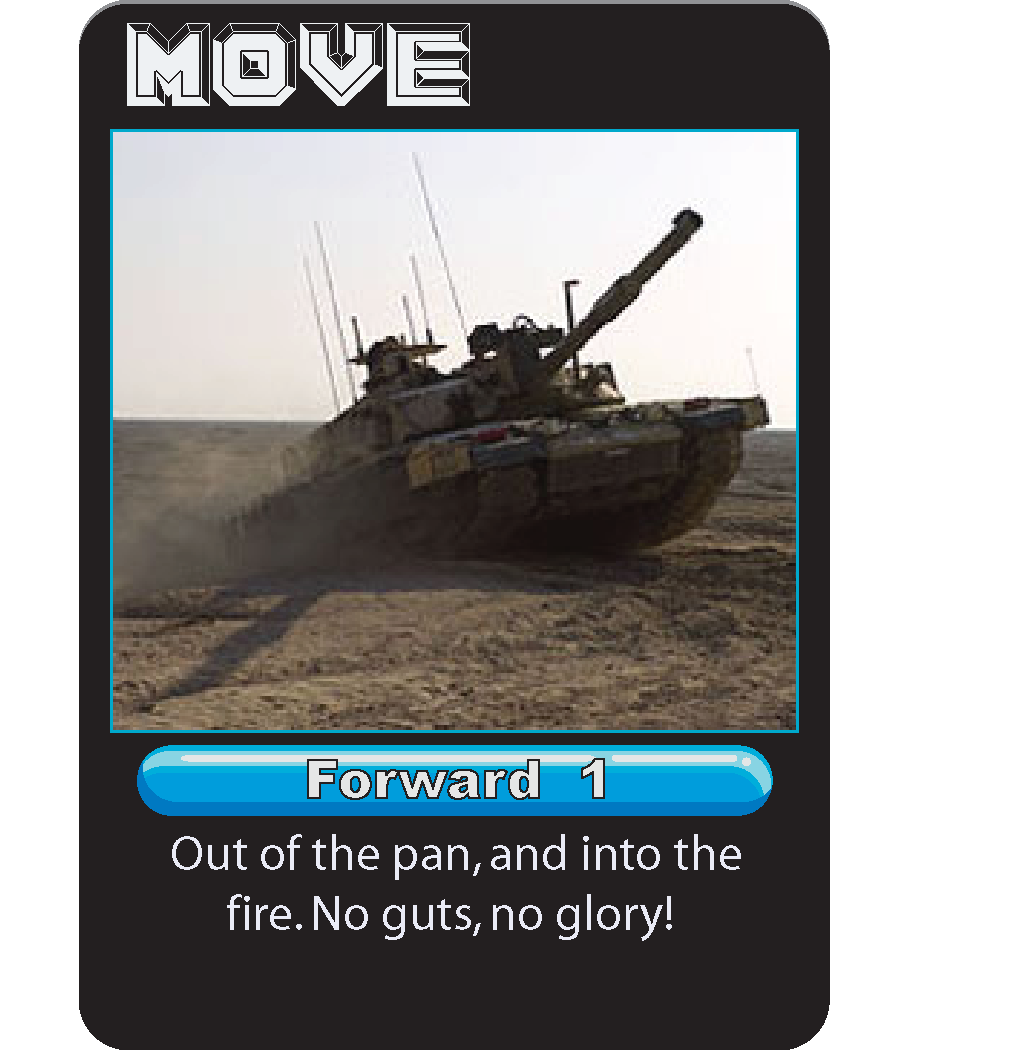 MOVE
Forward 1
Out of the pan, and into the
fire. No guts, no glory!